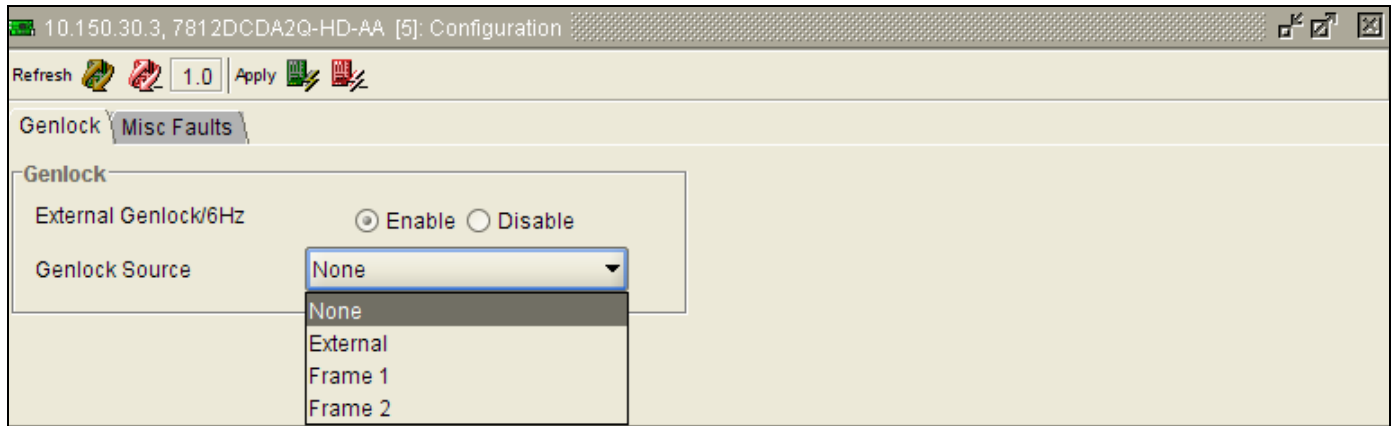 10.150.30.3, 7812DCDA2Q-HD-AA [5]: Configuration
Refresh 1.0 Apply
Genlock Misc Faults
Genlock
External Genlock/6Hz Enable Disable
Genlock Source None
None
External
Frame 1
Frame 2